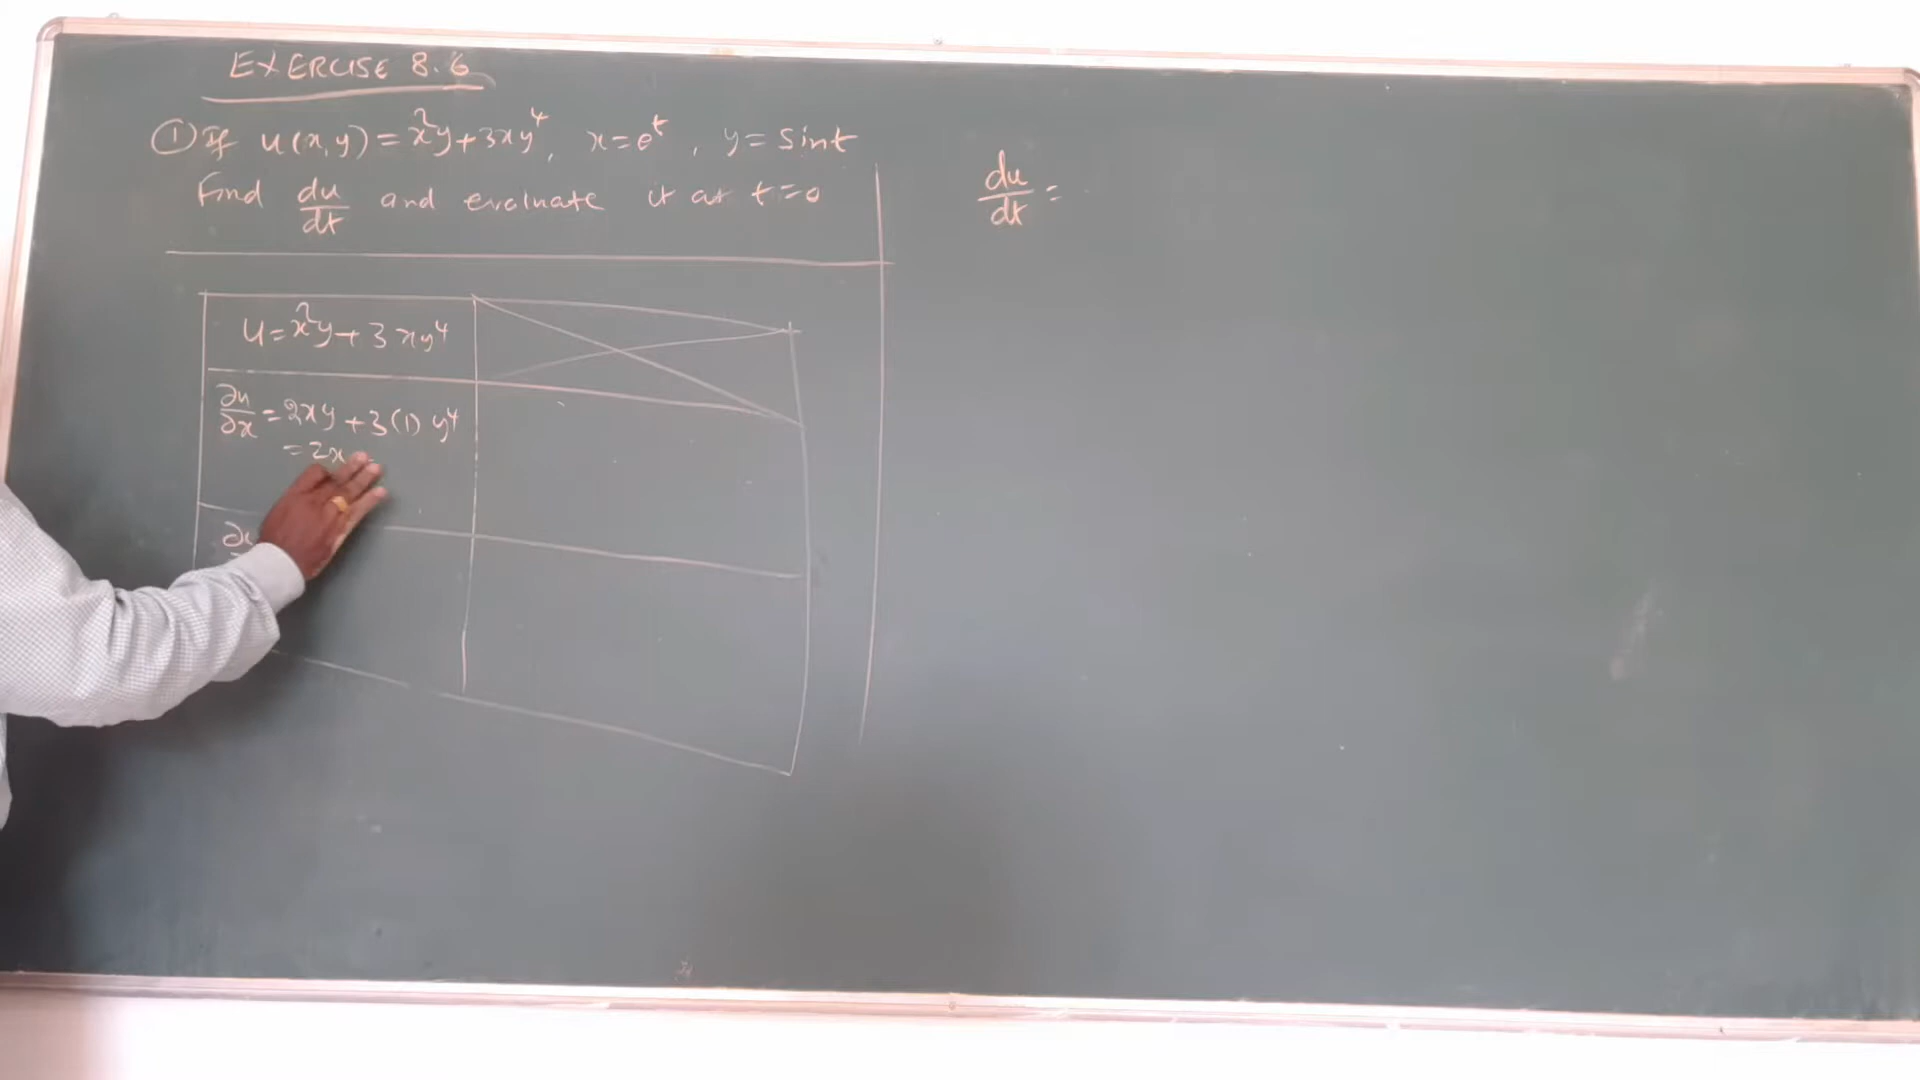 EXERCISE 8.6
① If u(x,y) = x²y + 3xy⁴, x = eᵗ, y = Sint
Find du/dt and evaluate it at t=0
u = x²y + 3xy⁴
∂u/∂x = 2xy + 3(1) y⁴
= 2x
du/dt =